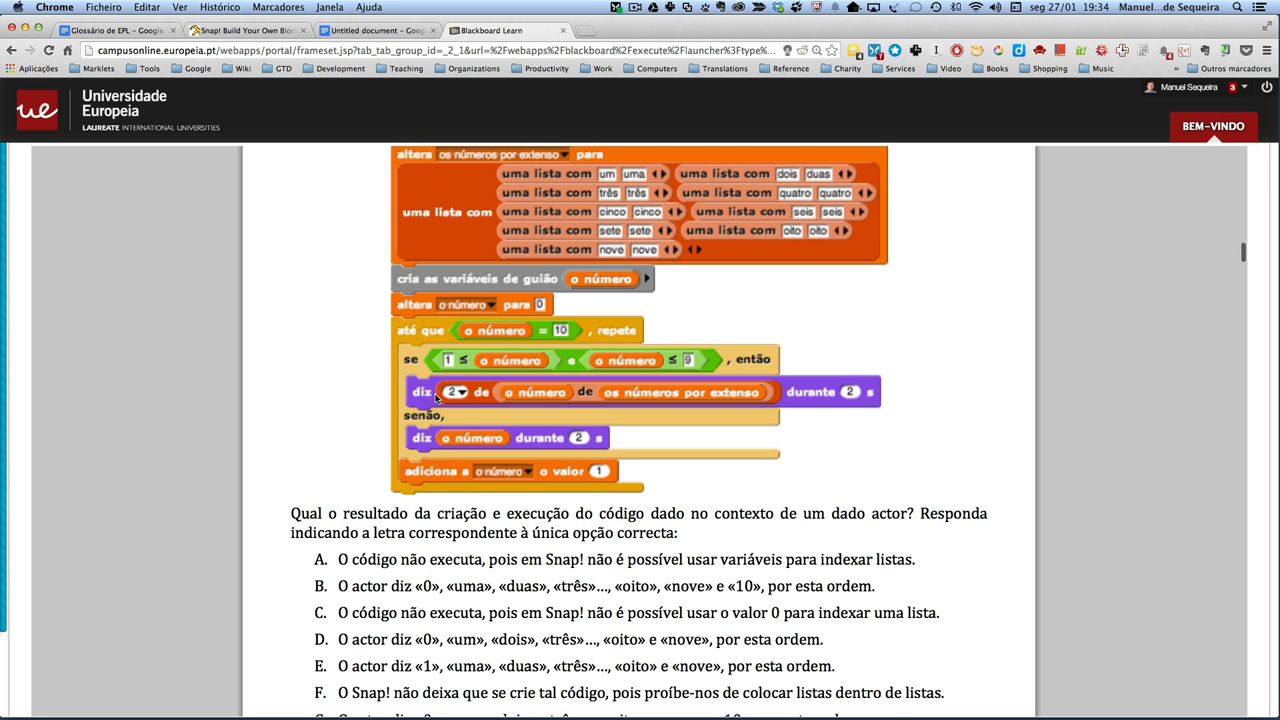 Chrome Ficheiro Editar Ver Histórico Marcadores Janela Ajuda seg 27/01 19:34 Manuel...de Sequeira
Glossário de EPL – Google Snap! Build Your Own Bloc Untitled document – Google Blackboard Learn
campusonline.europeia.pt/webapps/portal/frameset.jsp?tab_tab_group_id=_2_1&url=%2Fwebapps%2Fblackboard%2Fexecute%2Flauncher%3Ftype%...
Aplicações Marklets Tools Google Wiki GTD Development Teaching Organizations Productivity Work Computers Translations Reference Charity Services Video Books Shopping Music » Outros marcadores
Universidade
Europeia
LAUREATE INTERNATIONAL UNIVERSITIES
Manuel Sequeira 3
BEM-VINDO
altera os números por extenso para
uma lista com um uma uma lista com dois duas
uma lista com três três uma lista com quatro quatro
uma lista com uma lista com cinco cinco uma lista com seis seis
uma lista com sete sete uma lista com oito oito
uma lista com nove nove
cria as variáveis de guião o número
altera o número para 0
até que o número = 10 , repete
se 1 ≤ o número e o número ≤ 9 , então
diz 2 de o número de os números por extenso durante 2 s
senão,
diz o número durante 2 s
adiciona a o número o valor 1
Qual o resultado da criação e execução do código dado no contexto de um dado actor? Responda
indicando a letra correspondente à única opção correcta:
A. O código não executa, pois em Snap! não é possível usar variáveis para indexar listas.
B. O actor diz «0», «uma», «duas», «três»..., «oito», «nove» e «10», por esta ordem.
C. O código não executa, pois em Snap! não é possível usar o valor 0 para indexar uma lista.
D. O actor diz «0», «um», «dois», «três»..., «oito» e «nove», por esta ordem.
E. O actor diz «1», «uma», «duas», «três»..., «oito» e «nove», por esta ordem.
F. O Snap! não deixa que se crie tal código, pois proíbe-nos de colocar listas dentro de listas.